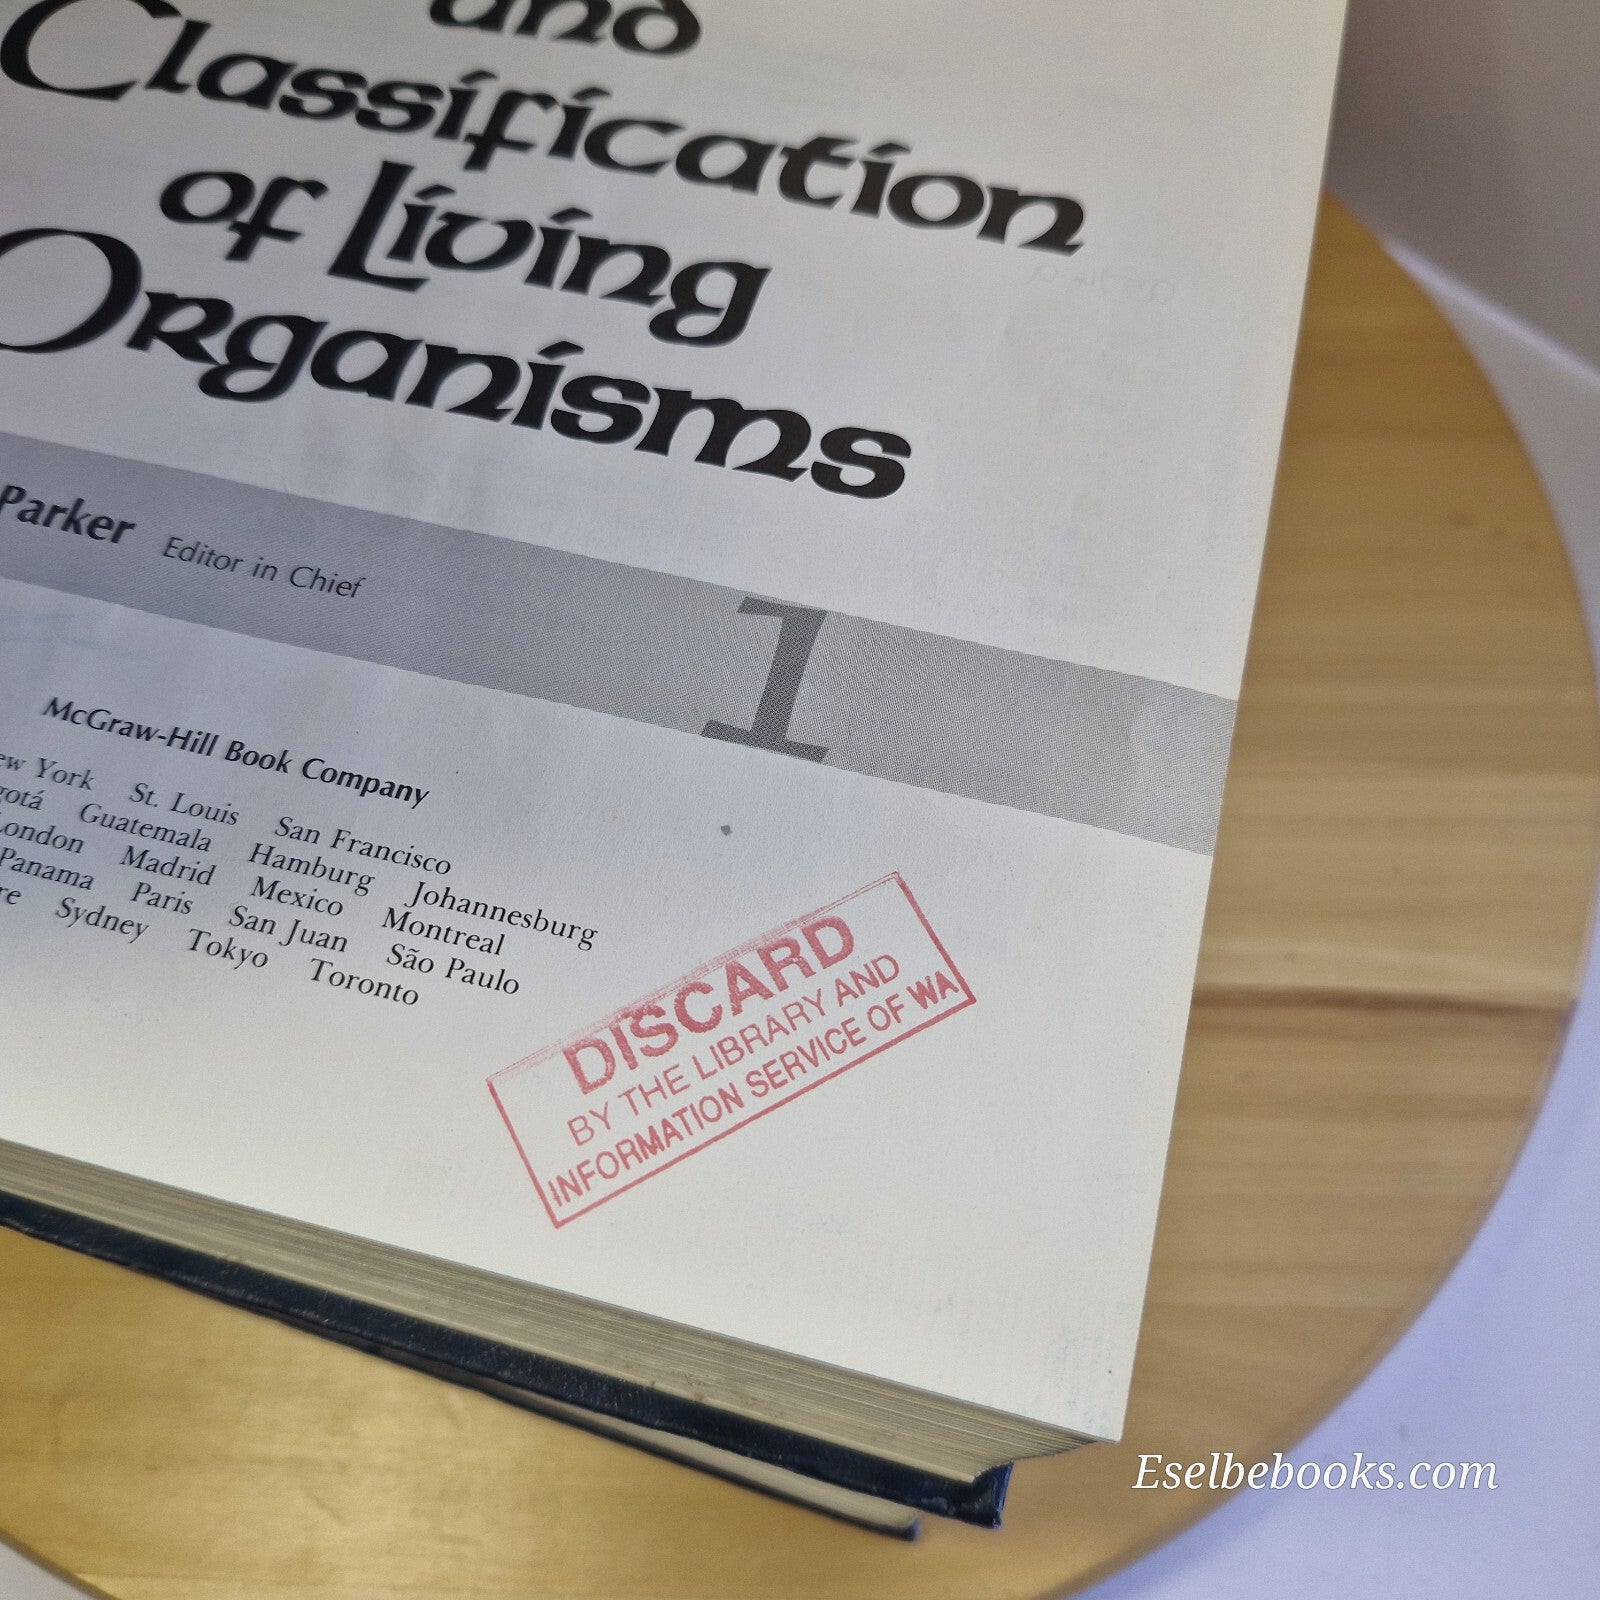 and
Classification
of Living
Organisms
Parker Editor in Chief
1
McGraw-Hill Book Company
York St. Louis San Francisco
Guatemala Hamburg Johannesburg
London Madrid Mexico Montreal
Panama Paris San Juan São Paulo
Sydney Tokyo Toronto
DISCARD
BY THE LIBRARY AND
INFORMATION SERVICE OF WA
Eselbebooks.com